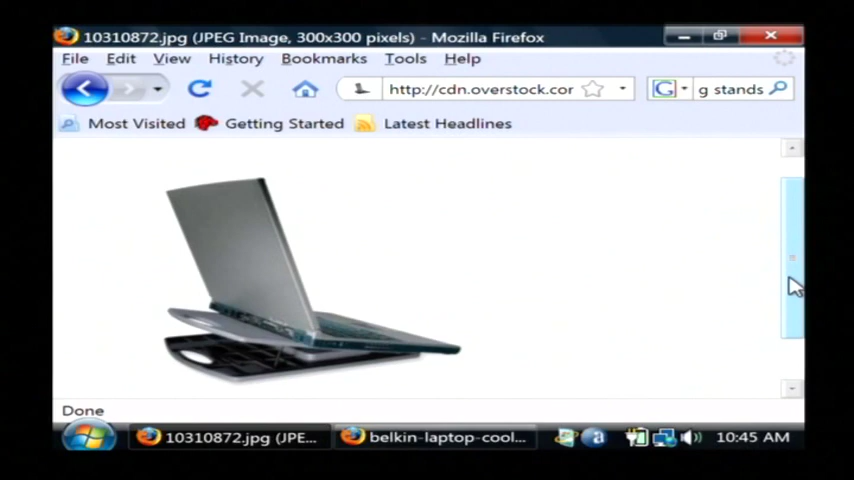 10310872.jpg (JPEG Image, 300x300 pixels) - Mozilla Firefox
File Edit View History Bookmarks Tools Help
http://cdn.overstock.cor G g stands
Most Visited Getting Started Latest Headlines
Done
10310872.jpg (JPE... belkin-laptop-cool... a 10:45 AM